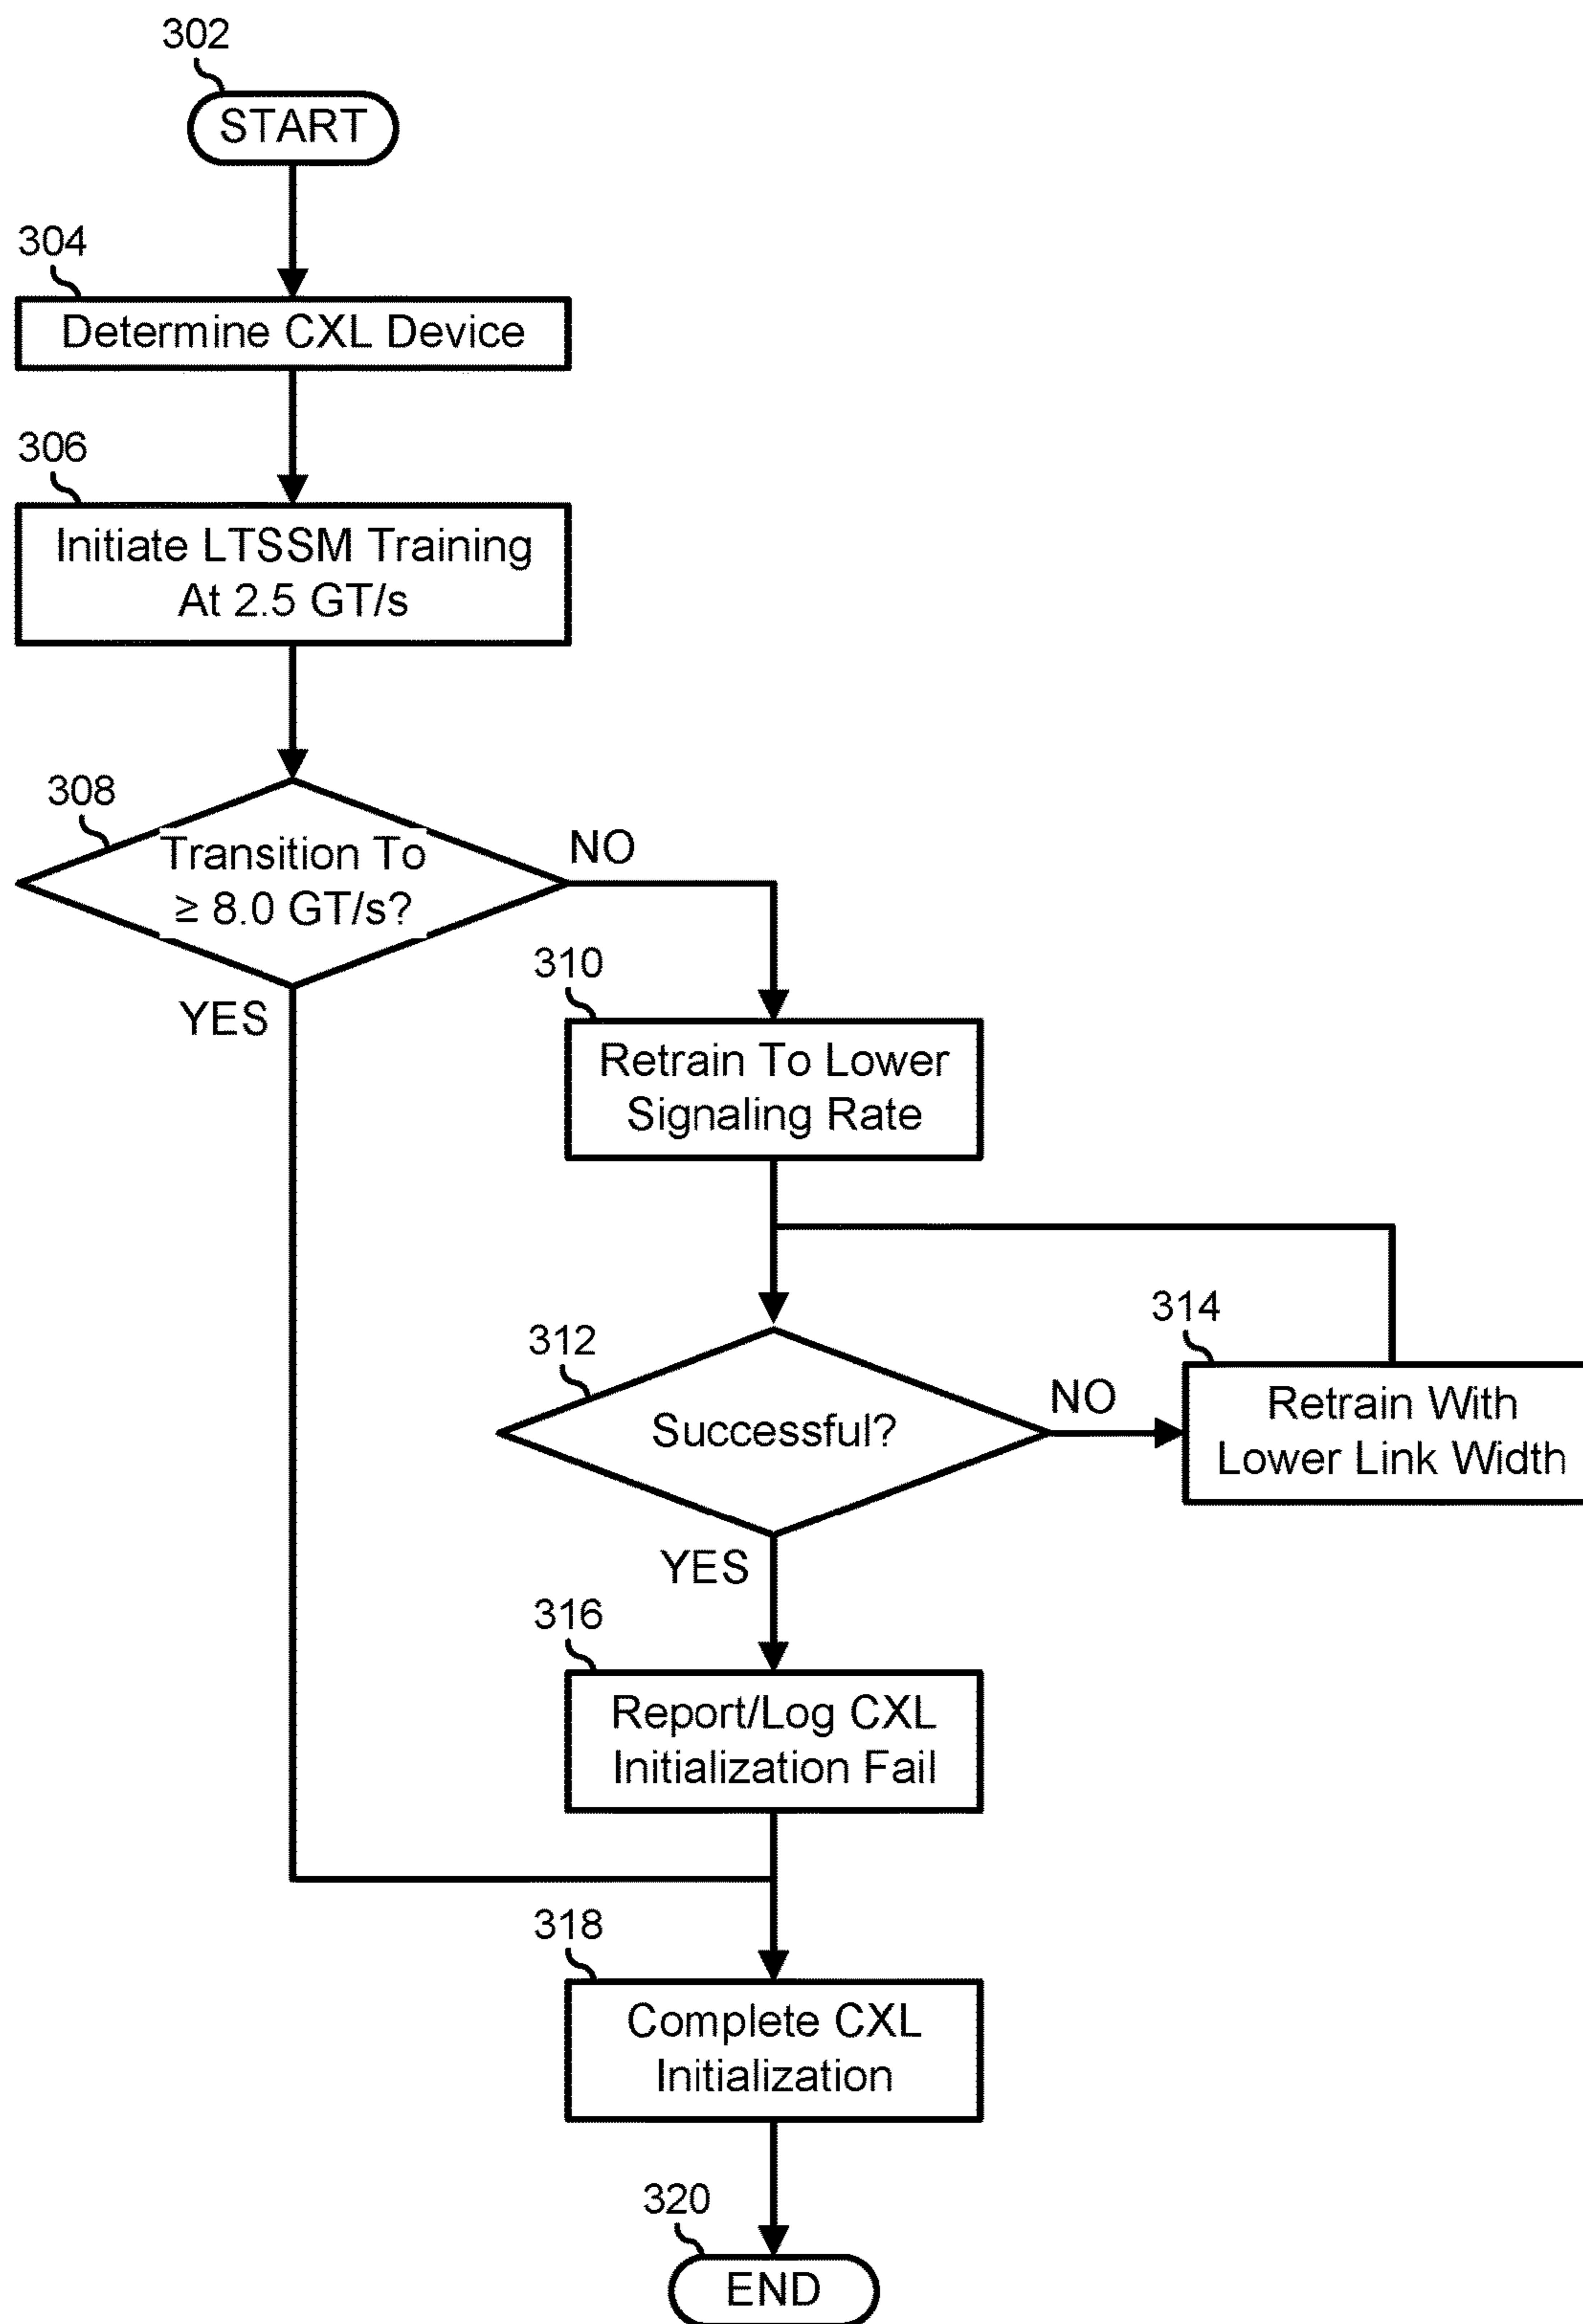 302
START
304
Determine CXL Device
306
Initiate LTSSM Training
At 2.5 GT/s
308
Transition To
≥ 8.0 GT/s?
NO
YES
310
Retrain To Lower
Signaling Rate
312
Successful?
NO
314
Retrain With
Lower Link Width
YES
316
Report/Log CXL
Initialization Fail
318
Complete CXL
Initialization
320
END